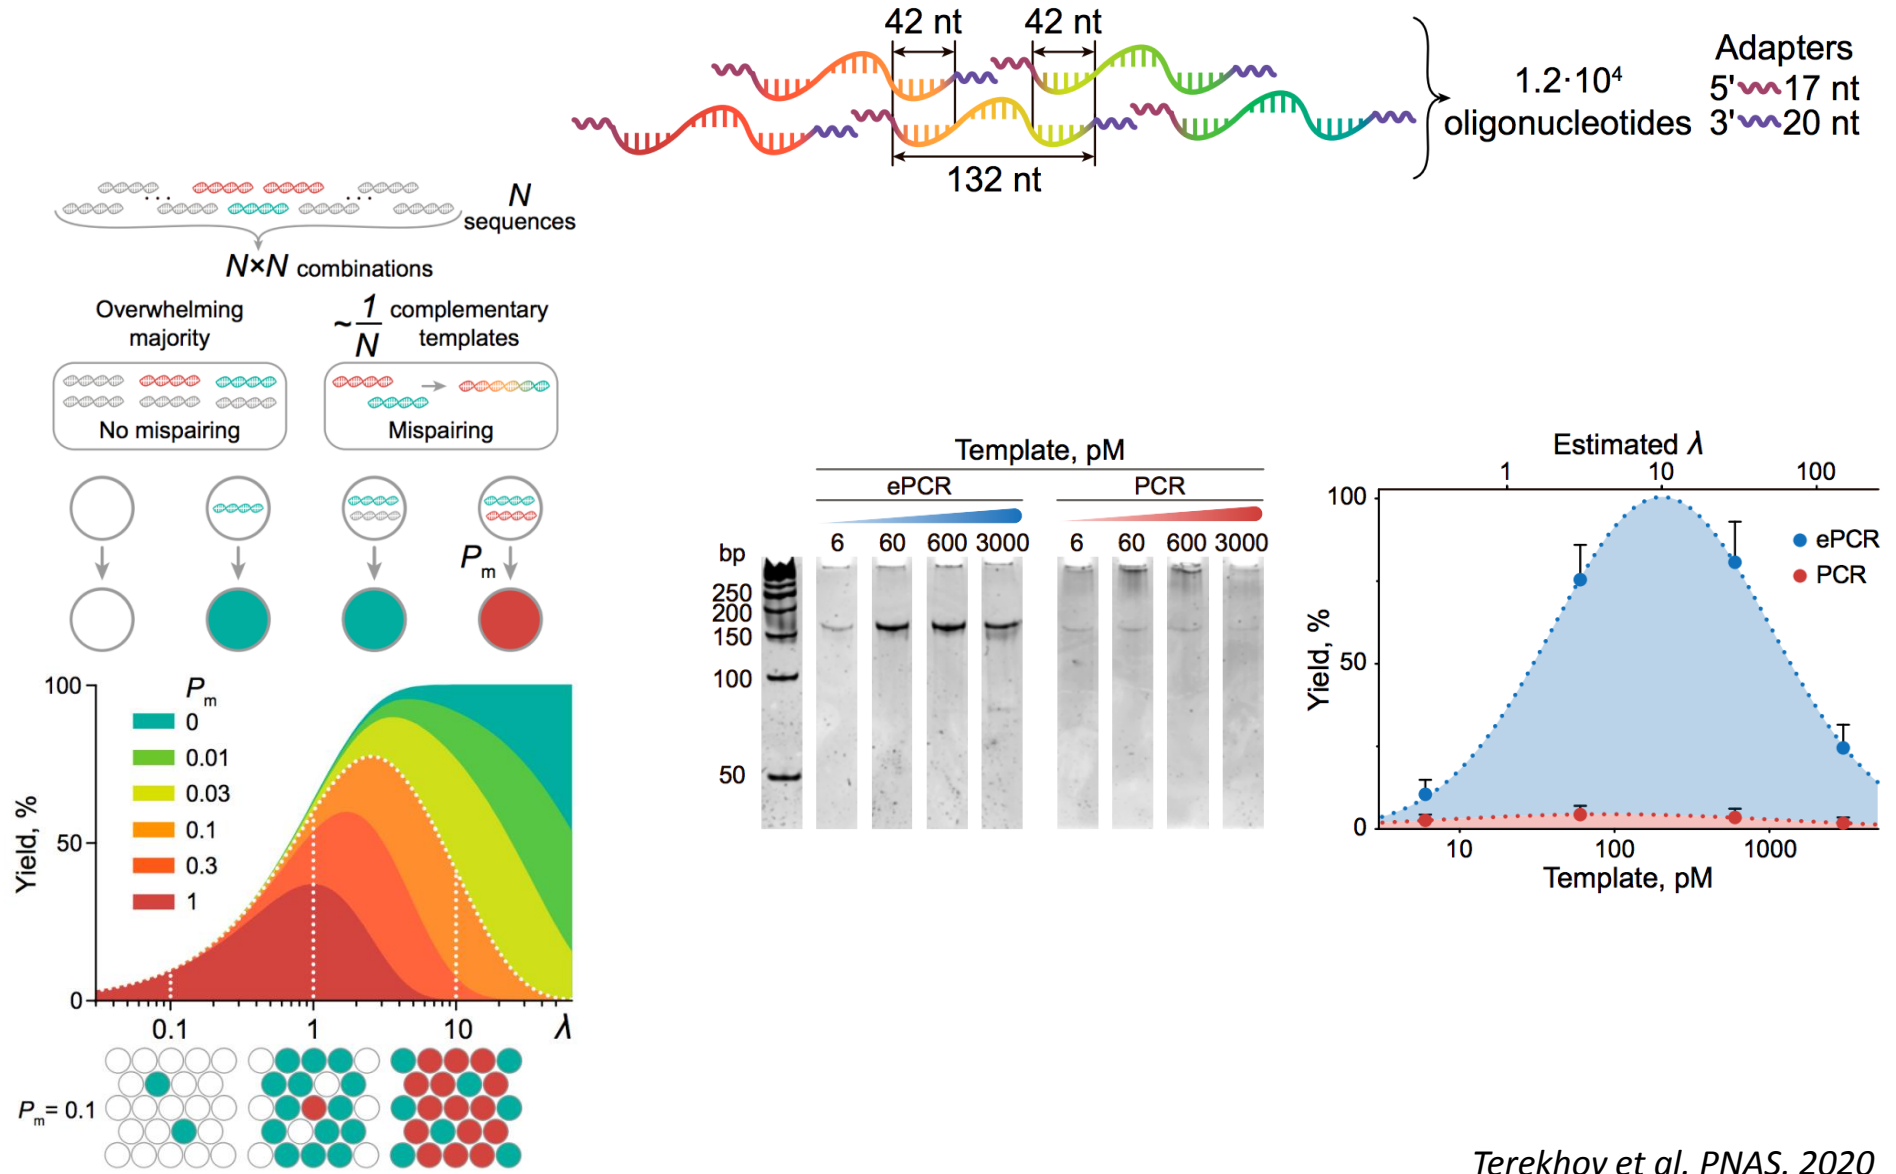 42 nt
42 nt
132 nt
1.2·10⁴
oligonucleotides
Adapters
5' 17 nt
3' 20 nt
... ...
N
sequences
N×N combinations
Overwhelming
majority
No mispairing
~1/N complementary
templates
Mispairing
Pm
Yield, %
100
50
0
Pm
0
0.01
0.03
0.1
0.3
1
0.1 1 10 λ
Pm = 0.1
Template, pM
ePCR PCR
6 60 600 3000 6 60 600 3000
bp
250
200
150
100
50
Estimated λ
1 10 100
Yield, %
100
50
0
ePCR
PCR
10 100 1000
Template, pM
Terekhov et al. PNAS, 2020